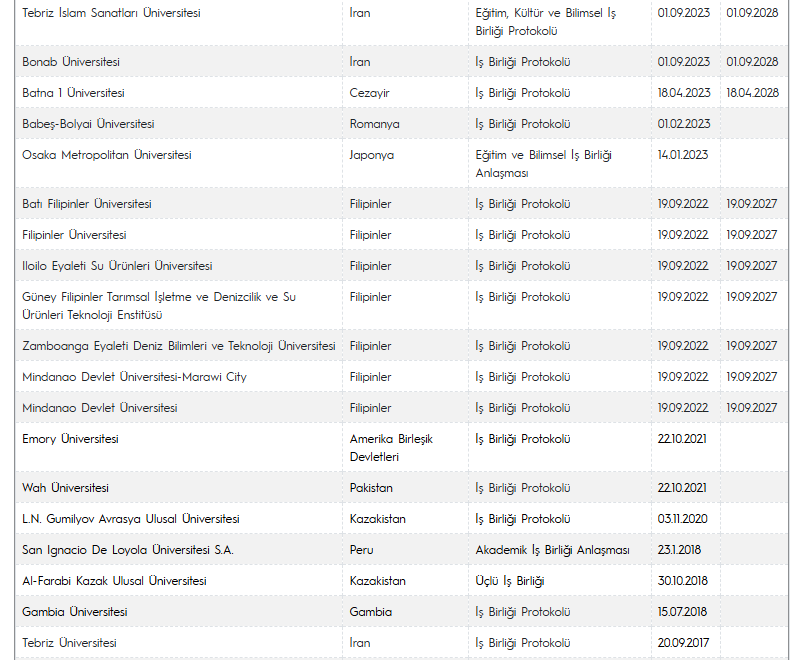 Tebriz İslam Sanatları Üniversitesi İran Eğitim, Kültür ve Bilimsel İş 01.09.2023 01.09.2028
Birliği Protokolü
Bonab Üniversitesi İran İş Birliği Protokolü 01.09.2023 01.09.2028
Batna 1 Üniversitesi Cezayir İş Birliği Protokolü 18.04.2023 18.04.2028
Babeş-Bolyai Üniversitesi Romanya İş Birliği Protokolü 01.02.2023
Osaka Metropolitan Üniversitesi Japonya Eğitim ve Bilimsel İş Birliği 14.01.2023
Anlaşması
Batı Filipinler Üniversitesi Filipinler İş Birliği Protokolü 19.09.2022 19.09.2027
Filipinler Üniversitesi Filipinler İş Birliği Protokolü 19.09.2022 19.09.2027
Iloilo Eyaleti Su Ürünleri Üniversitesi Filipinler İş Birliği Protokolü 19.09.2022 19.09.2027
Güney Filipinler Tarımsal İşletme ve Denizcilik ve Su Filipinler İş Birliği Protokolü 19.09.2022 19.09.2027
Ürünleri Teknoloji Enstitüsü
Zamboanga Eyaleti Deniz Bilimleri ve Teknoloji Üniversitesi Filipinler İş Birliği Protokolü 19.09.2022 19.09.2027
Mindanao Devlet Üniversitesi-Marawi City Filipinler İş Birliği Protokolü 19.09.2022 19.09.2027
Mindanao Devlet Üniversitesi Filipinler İş Birliği Protokolü 19.09.2022 19.09.2027
Emory Üniversitesi Amerika Birleşik İş Birliği Protokolü 22.10.2021
Devletleri
Wah Üniversitesi Pakistan İş Birliği Protokolü 22.10.2021
L.N. Gumilyov Avrasya Ulusal Üniversitesi Kazakistan İş Birliği Protokolü 03.11.2020
San Ignacio De Loyola Üniversitesi S.A. Peru Akademik İş Birliği Anlaşması 23.1.2018
Al-Farabi Kazak Ulusal Üniversitesi Kazakistan Üçlü İş Birliği 30.10.2018
Gambia Üniversitesi Gambia İş Birliği Protokolü 15.07.2018
Tebriz Üniversitesi İran İş Birliği Protokolü 20.09.2017